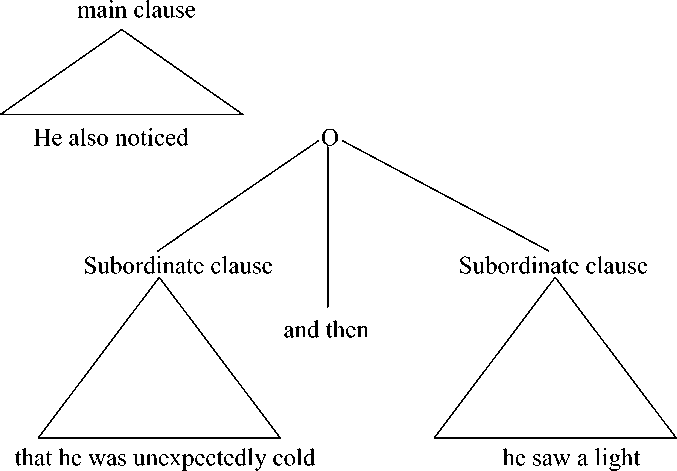 main clause
He also noticed
O
Subordinate clause
Subordinate clause
and then
that he was unexpectedly cold
he saw a light